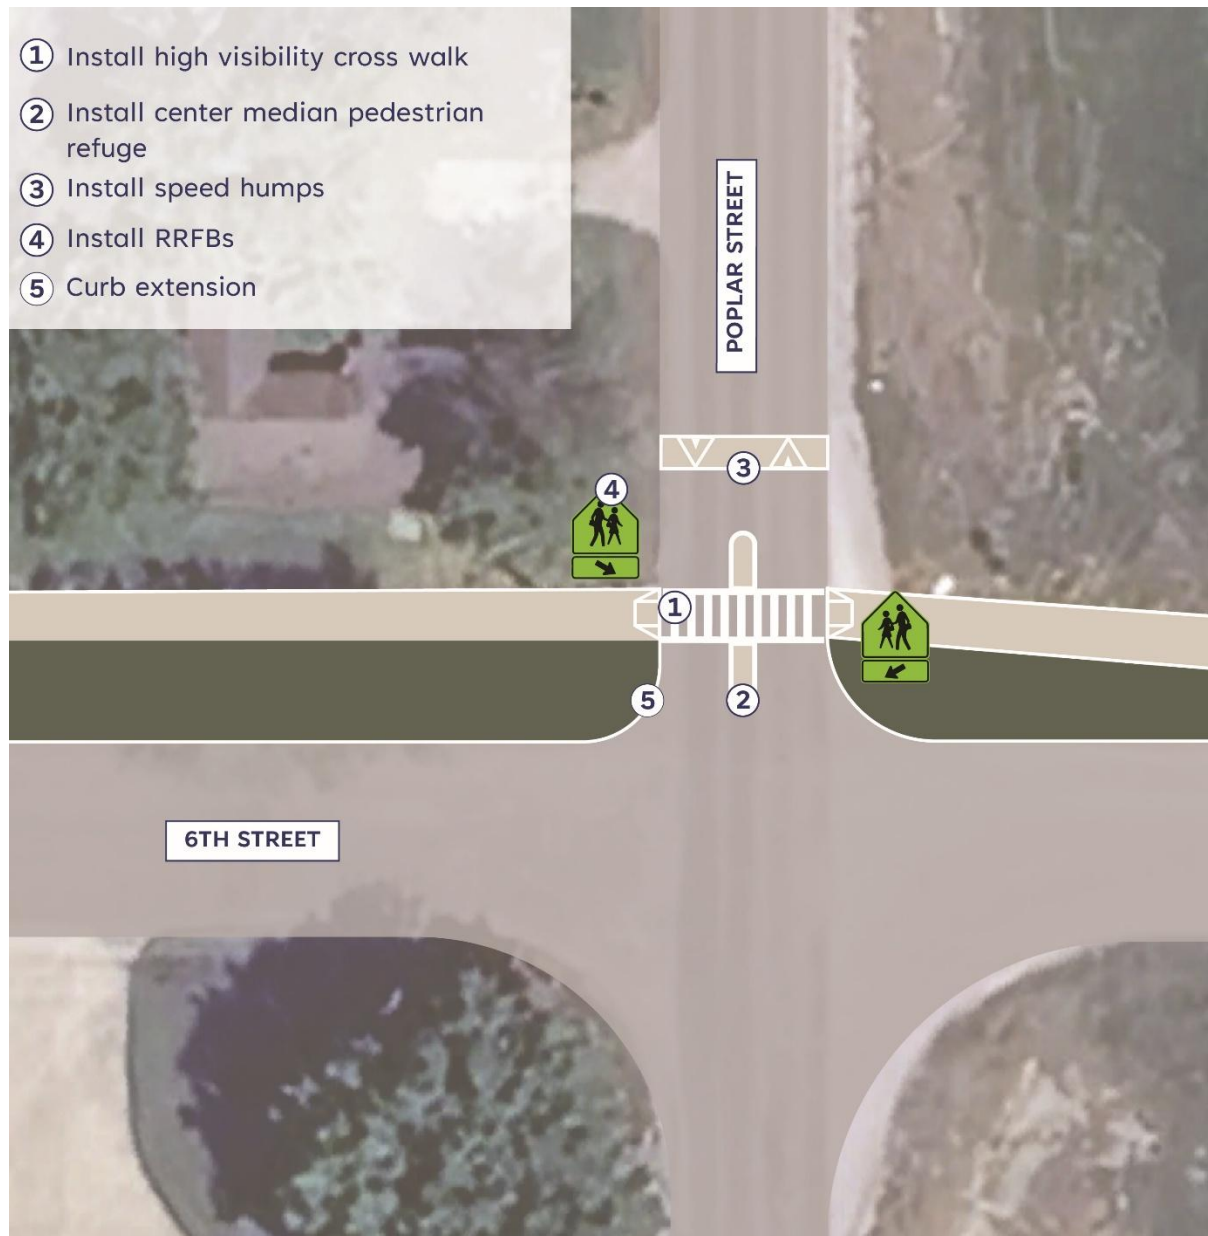 1 Install high visibility cross walk
2 Install center median pedestrian
refuge
3 Install speed humps
4 Install RRFBs
5 Curb extension
POPLAR STREET
3
4
1
5
2
6TH STREET